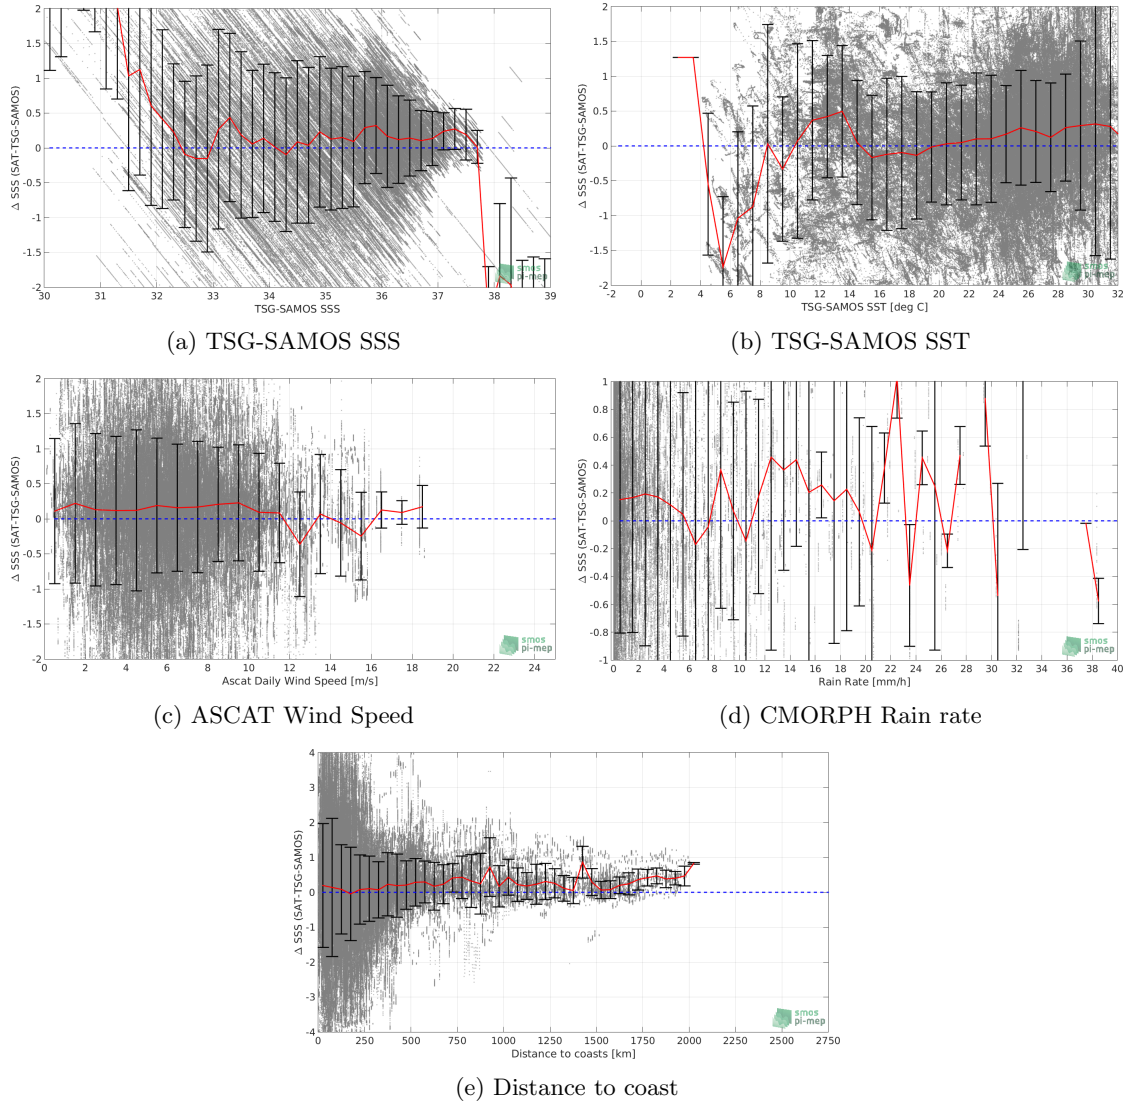 2
1.5
1
0.5
0
-0.5
-1
-1.5
-2
Δ SSS (SAT-TSG-SAMOS)
30 31 32 33 34 35 36 37 38 39
TSG-SAMOS SSS
smos
pi-mep
(a) TSG-SAMOS SSS
2
1.5
1
0.5
0
-0.5
-1
-1.5
-2
Δ SSS (SAT-TSG-SAMOS)
-2 0 2 4 6 8 10 12 14 16 18 20 22 24 26 28 30 32
TSG-SAMOS SST [deg C]
smos
pi-mep
(b) TSG-SAMOS SST
2
1.5
1
0.5
0
-0.5
-1
-1.5
-2
Δ SSS (SAT-TSG-SAMOS)
0 2 4 6 8 10 12 14 16 18 20 22 24
Ascat Daily Wind Speed [m/s]
smos
pi-mep
(c) ASCAT Wind Speed
1
0.8
0.6
0.4
0.2
0
-0.2
-0.4
-0.6
-0.8
-1
Δ SSS (SAT-TSG-SAMOS)
0 2 4 6 8 10 12 14 16 18 20 22 24 26 28 30 32 34 36 38 40
Rain Rate [mm/h]
smos
pi-mep
(d) CMORPH Rain rate
4
3
2
1
0
-1
-2
-3
-4
Δ SSS (SAT-TSG-SAMOS)
0 250 500 750 1000 1250 1500 1750 2000 2250 2500 2750
Distance to coasts [km]
smos
pi-mep
(e) Distance to coast